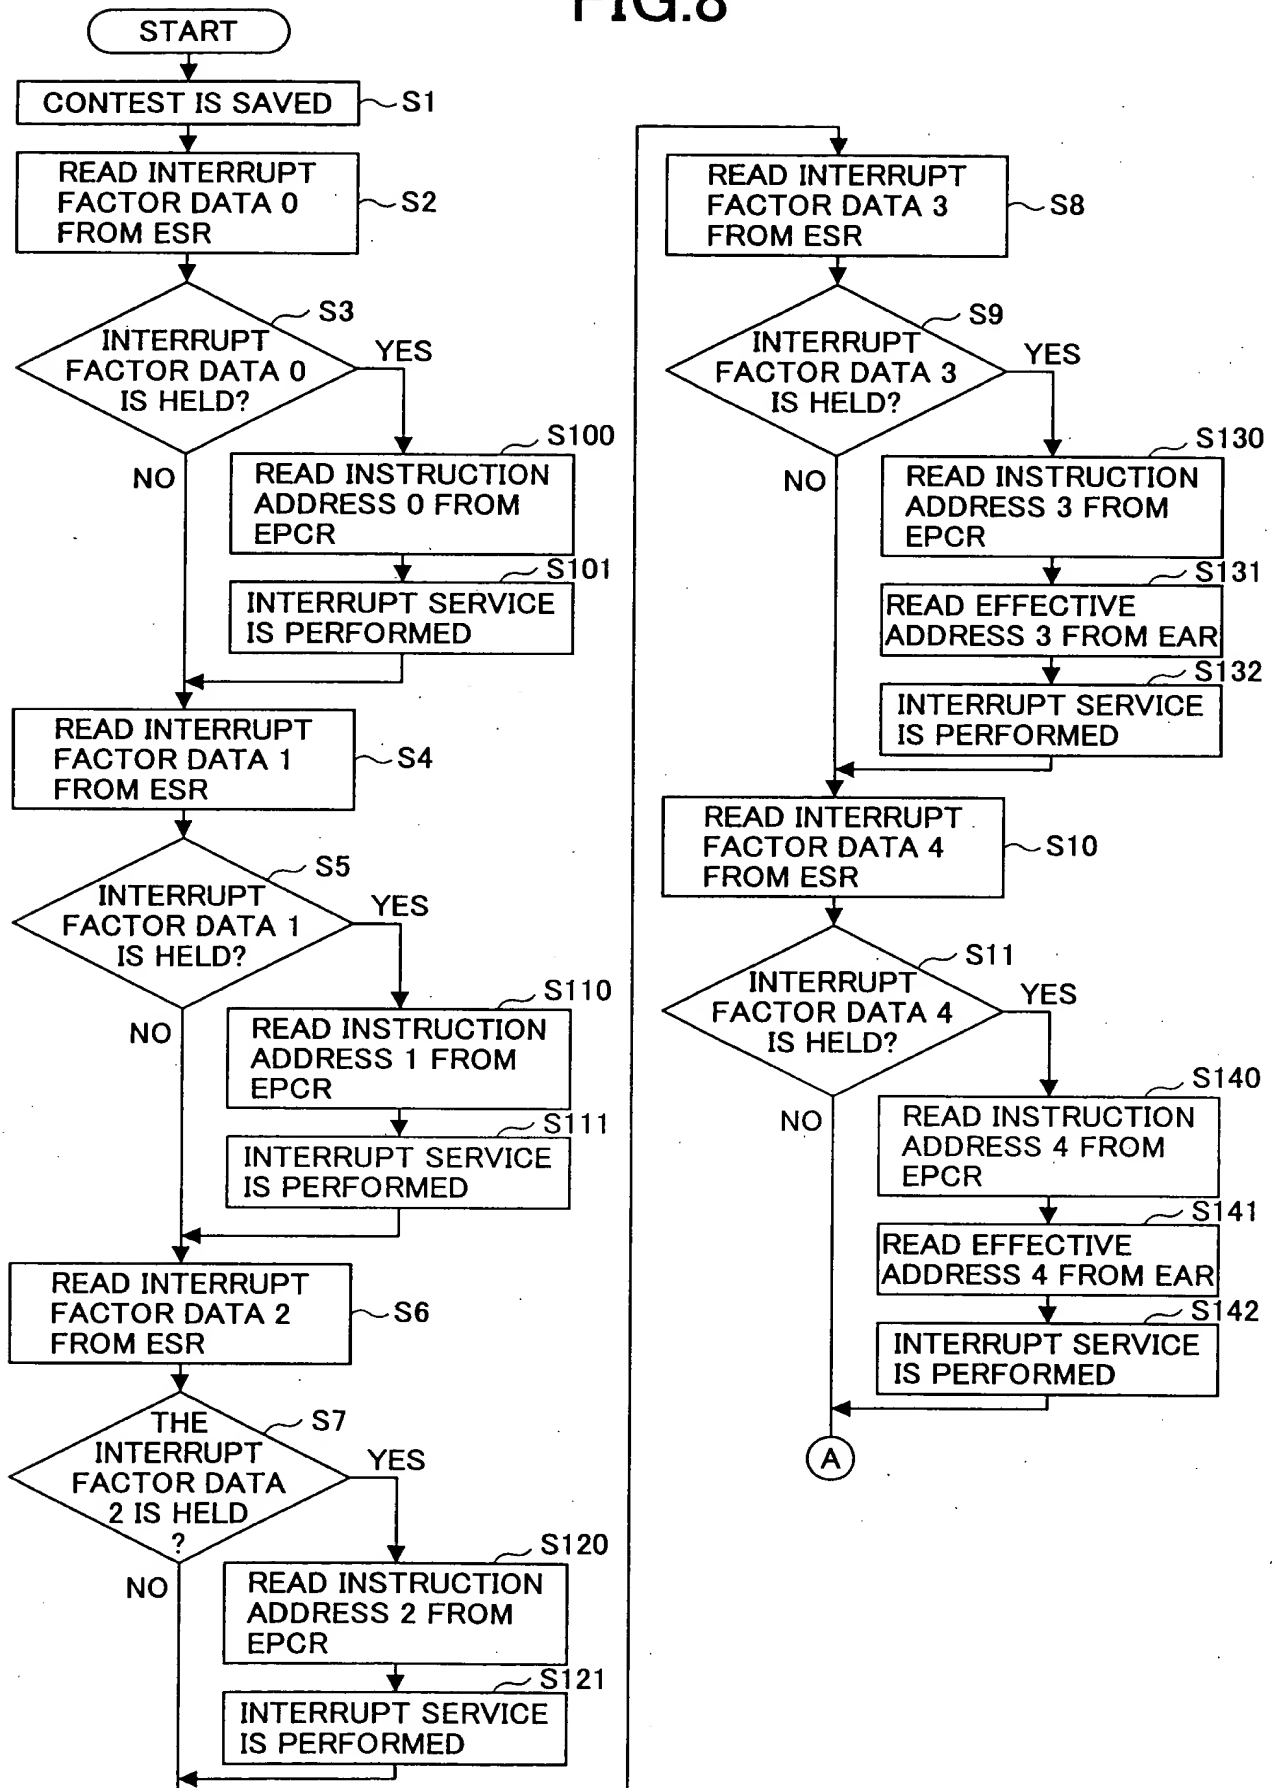 FIG.8
START
CONTEST IS SAVED
S1
READ INTERRUPT
FACTOR DATA 0
FROM ESR
S2
S3
INTERRUPT
FACTOR DATA 0
IS HELD?
YES
NO
S100
READ INSTRUCTION
ADDRESS 0 FROM
EPCR
S101
INTERRUPT SERVICE
IS PERFORMED
READ INTERRUPT
FACTOR DATA 1
FROM ESR
S4
S5
INTERRUPT
FACTOR DATA 1
IS HELD?
YES
NO
S110
READ INSTRUCTION
ADDRESS 1 FROM
EPCR
S111
INTERRUPT SERVICE
IS PERFORMED
READ INTERRUPT
FACTOR DATA 2
FROM ESR
S6
S7
THE
INTERRUPT
FACTOR DATA
2 IS HELD
?
YES
NO
S120
READ INSTRUCTION
ADDRESS 2 FROM
EPCR
S121
INTERRUPT SERVICE
IS PERFORMED
READ INTERRUPT
FACTOR DATA 3
FROM ESR
S8
S9
INTERRUPT
FACTOR DATA 3
IS HELD?
YES
NO
S130
READ INSTRUCTION
ADDRESS 3 FROM
EPCR
S131
READ EFFECTIVE
ADDRESS 3 FROM EAR
S132
INTERRUPT SERVICE
IS PERFORMED
READ INTERRUPT
FACTOR DATA 4
FROM ESR
S10
S11
INTERRUPT
FACTOR DATA 4
IS HELD?
YES
NO
S140
READ INSTRUCTION
ADDRESS 4 FROM
EPCR
S141
READ EFFECTIVE
ADDRESS 4 FROM EAR
S142
INTERRUPT SERVICE
IS PERFORMED
A